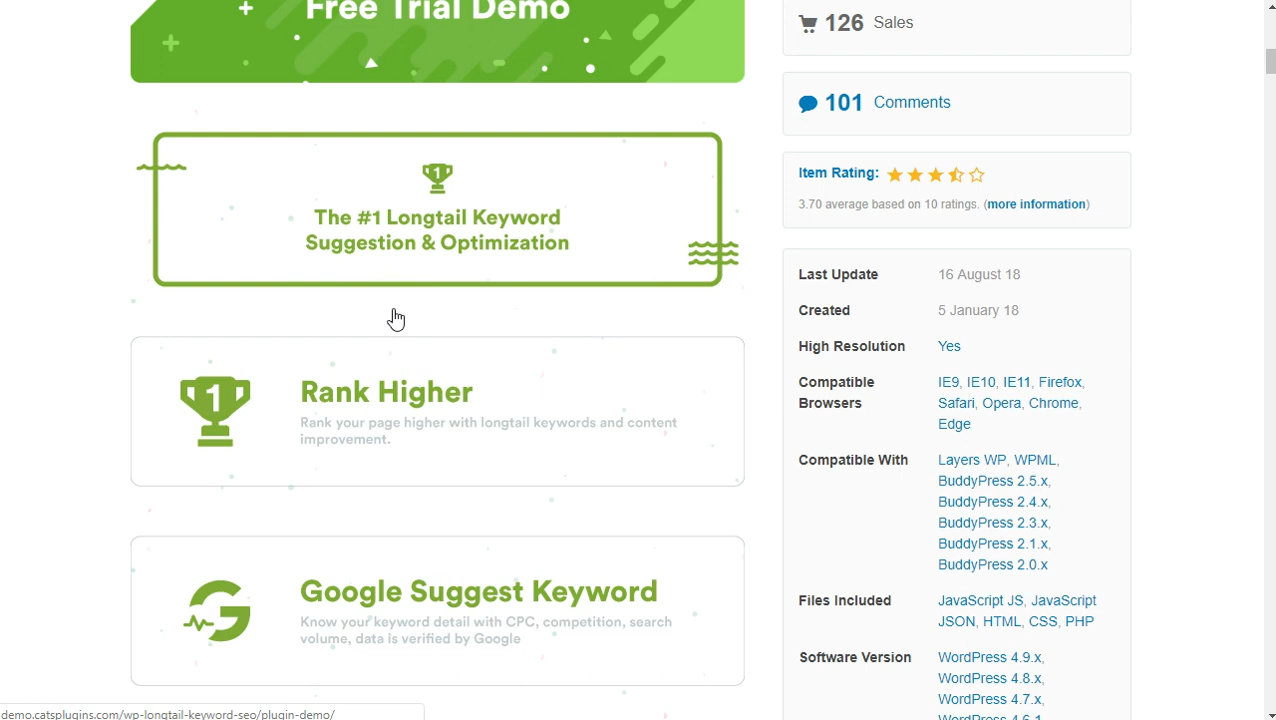 Free Trial Demo
1
The #1 Longtail Keyword
Suggestion & Optimization
1
Rank Higher
Rank your page higher with longtail keywords and content
improvement.
Google Suggest Keyword
Know your keyword detail with CPC, competition, search
volume, data is verified by Google
demo.catsplugins.com/wp-longtail-keyword-seo/plugin-demo/
126 Sales
101 Comments
Item Rating:
3.70 average based on 10 ratings. (more information)
Last Update 16 August 18
Created 5 January 18
High Resolution Yes
Compatible IE9, IE10, IE11, Firefox,
Browsers Safari, Opera, Chrome,
Edge
Compatible With Layers WP, WPML,
BuddyPress 2.5.x,
BuddyPress 2.4.x,
BuddyPress 2.3.x,
BuddyPress 2.1.x,
BuddyPress 2.0.x
Files Included JavaScript JS, JavaScript
JSON, HTML, CSS, PHP
Software Version WordPress 4.9.x,
WordPress 4.8.x,
WordPress 4.7.x,
WordPress 4.6.1